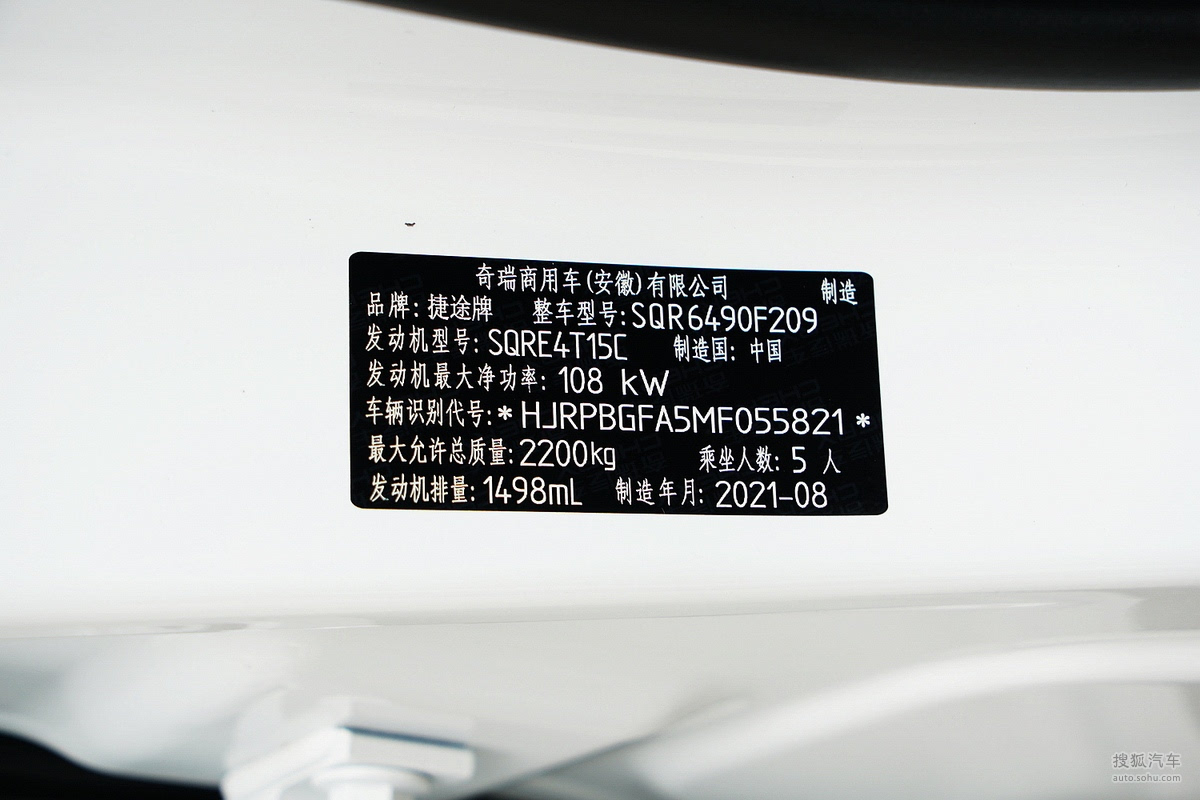 奇瑞商用车(安徽)有限公司 制造
品牌:捷途牌 整车型号:SQR6490F209
发动机型号:SQRE4T15C 制造国:中国
发动机最大净功率:108 kW
车辆识别代号:*HJRPBGFA5MF055821*
最大允许总质量:2200kg 乘坐人数:5 人
发动机排量:1498mL 制造年月:2021-08
搜狐汽车
auto.sohu.com